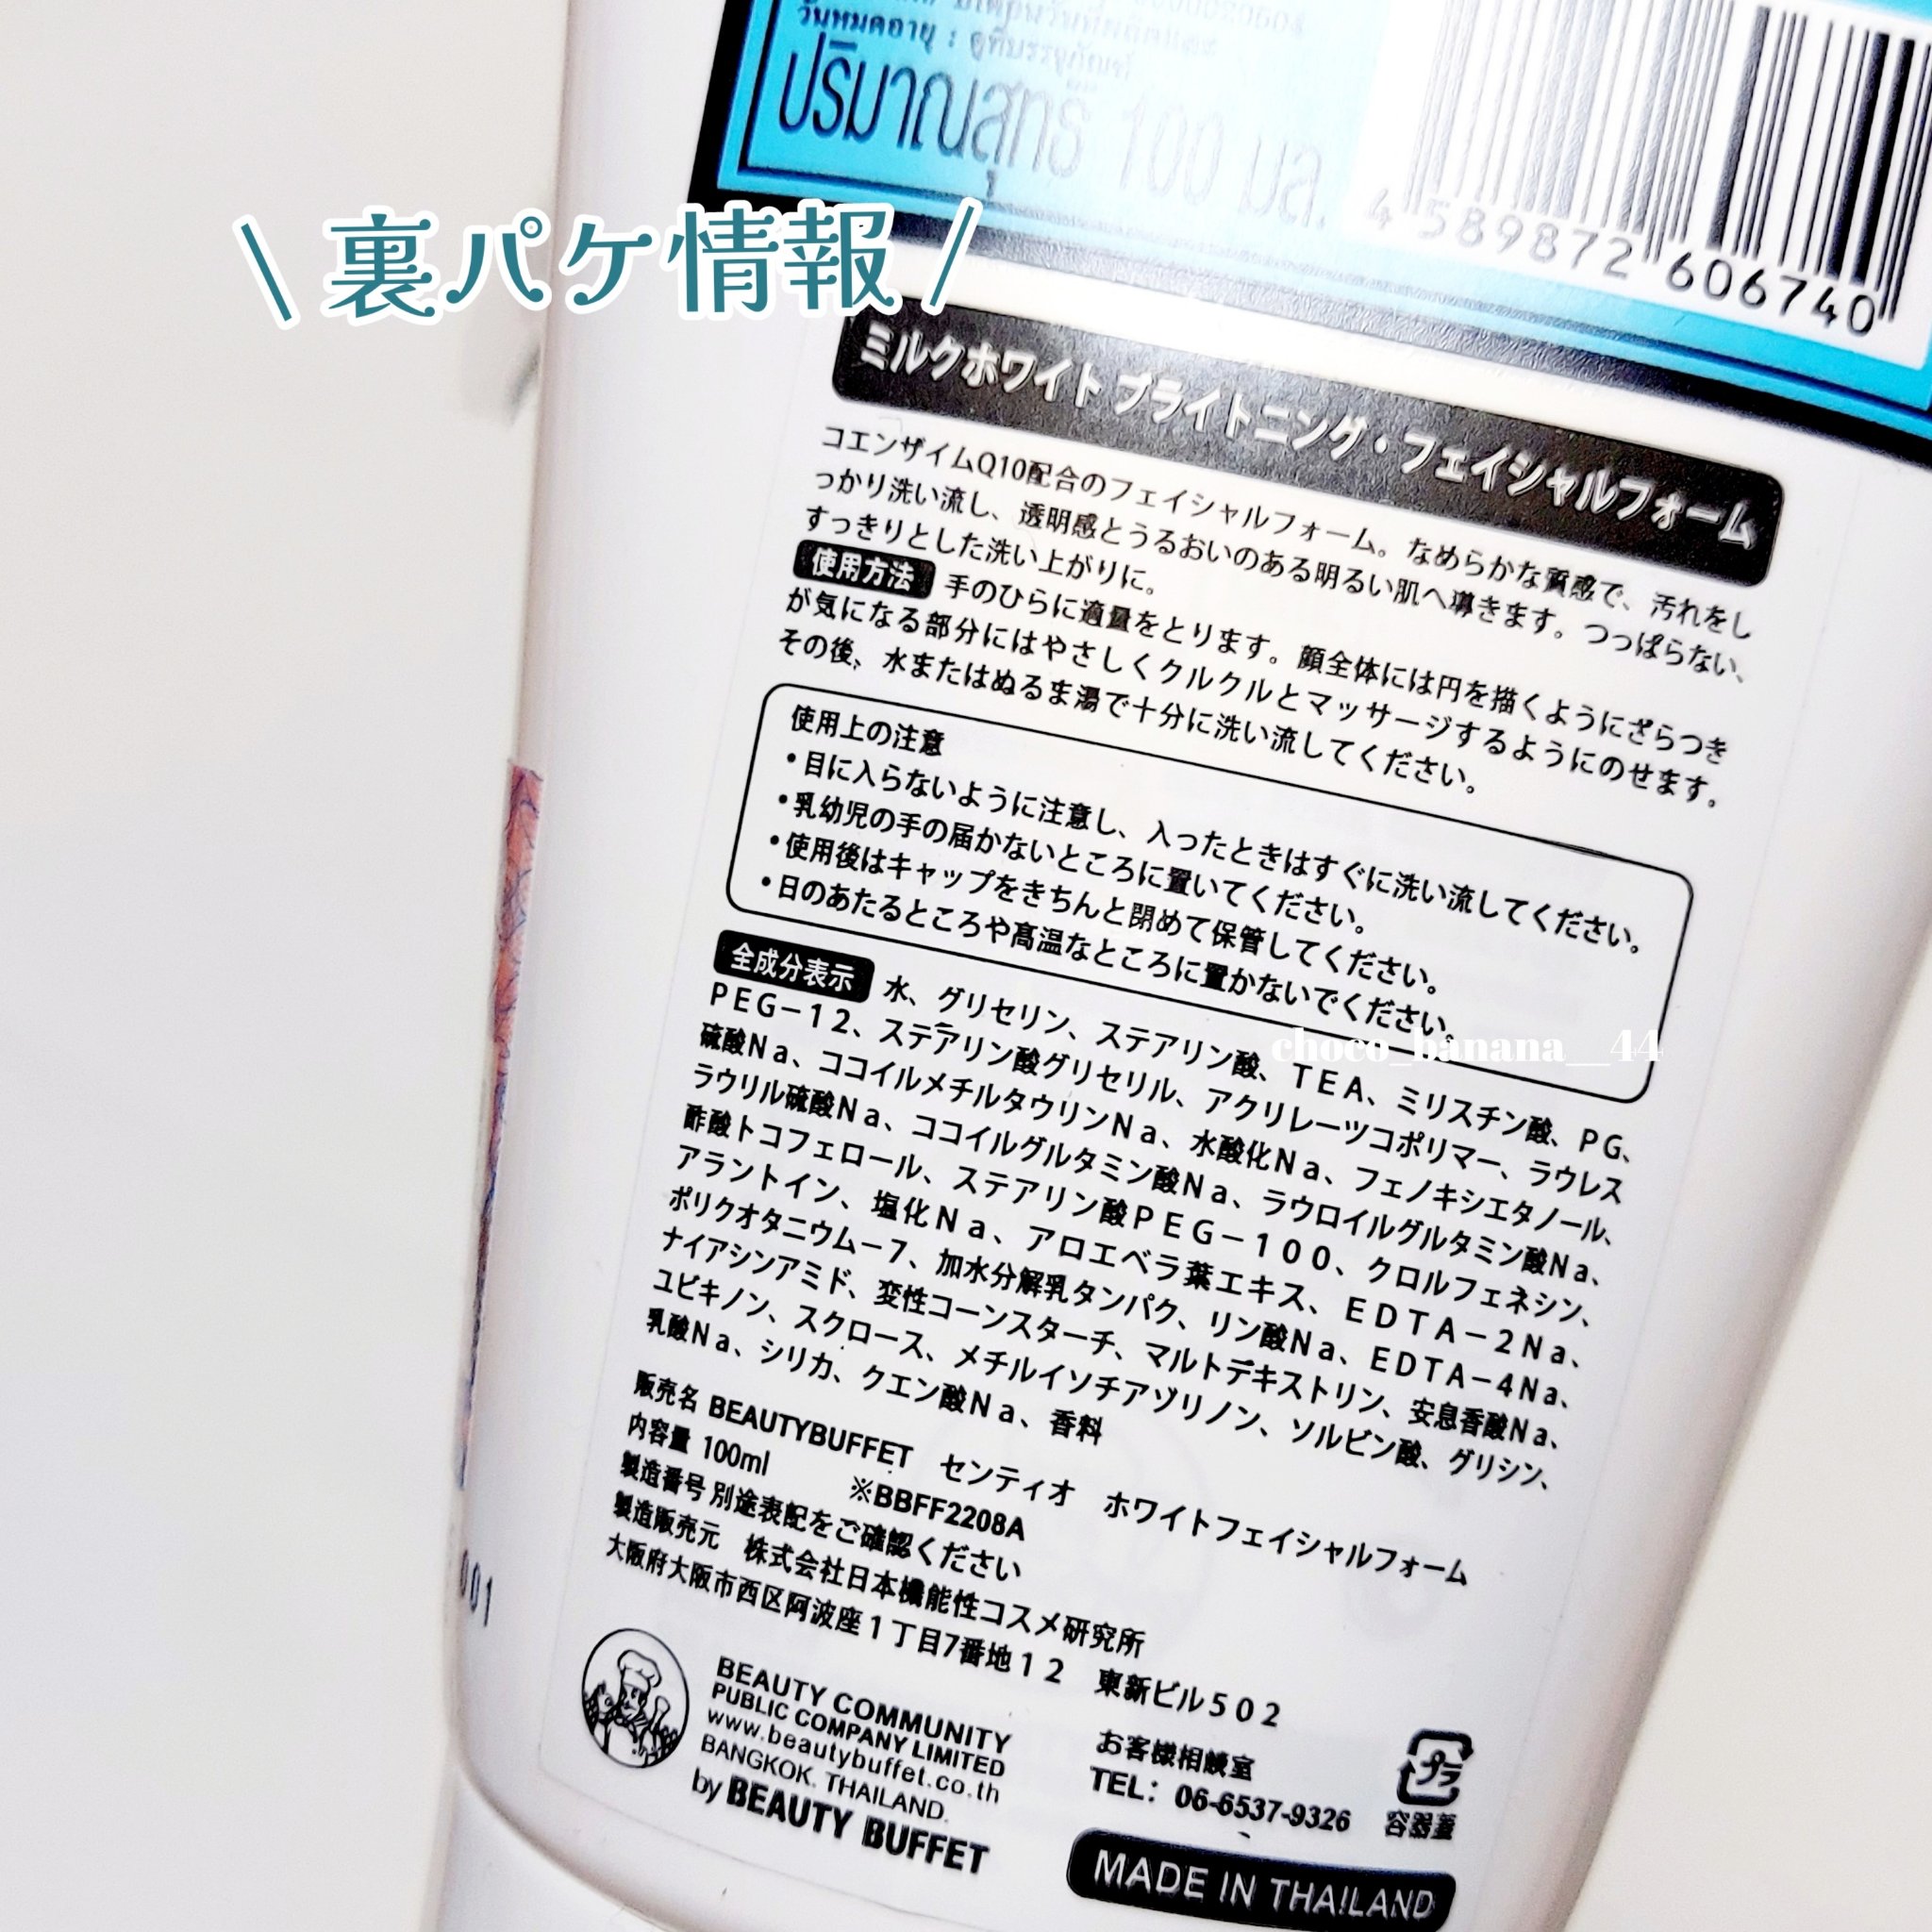 วันหมดอายุ : ดูที่บรรจุภัณฑ์
ปริมาณสุทธิ 100 มล.
4 589872 606740
\ 裏パケ情報 /
ミルクホワイト ブライトニング・フェイシャルフォーム
コエンザイムQ10配合のフェイシャルフォーム。なめらかな質感で、汚れをし
っかり洗い流し、透明感とうるおいのある明るい肌へ導きます。つっぱらない、
すっきりとした洗い上がりに。
使用方法 手のひらに適量をとります。顔全体には円を描くようにざらつき
が気になる部分にはやさしくクルクルとマッサージするようにのせます。
その後、水またはぬるま湯で十分に洗い流してください。
使用上の注意
•目に入らないように注意し、入ったときはすぐに洗い流してください。
•乳幼児の手の届かないところに置いてください。
•使用後はキャップをきちんと閉めて保管してください。
•日のあたるところや高温なところに置かないでください。
choco_banana__44
全成分表示 水、グリセリン、ステアリン酸、TEA、ミリスチン酸、PG、
PEG－12、ステアリン酸グリセリル、アクリレーツコポリマー、ラウレス
硫酸Na、ココイルメチルタウリンNa、水酸化Na、フェノキシエタノール、
ラウリル硫酸Na、ココイルグルタミン酸Na、ラウロイルグルタミン酸Na、
酢酸トコフェロール、ステアリン酸PEG－100、クロルフェネシン、
アラントイン、塩化Na、アロエベラ葉エキス、EDTA－2Na、
ポリクオタニウム－7、加水分解乳タンパク、リン酸Na、EDTA－4Na、
ナイアシンアミド、変性コーンスターチ、マルトデキストリン、安息香酸Na、
ユビキノン、スクロース、メチルイソチアゾリノン、ソルビン酸、グリシン、
乳酸Na、シリカ、クエン酸Na、香料
販売名 BEAUTYBUFFET センティオ ホワイトフェイシャルフォーム
内容量 100ml ※BBFF2208A
製造番号 別途表配をご確認ください
製造販売元 株式会社日本機能性コスメ研究所
大阪府大阪市西区阿波座1丁目7番地12 東新ビル502
001
BEAUTY COMMUNITY
PUBLIC COMPANY LIMITED
www.beautybuffet.co.th
BANGKOK. THAILAND.
by BEAUTY BUFFET
お客様相談室
TEL：06-6537-9326
プラ
容器蓋
MADE IN THAILAND